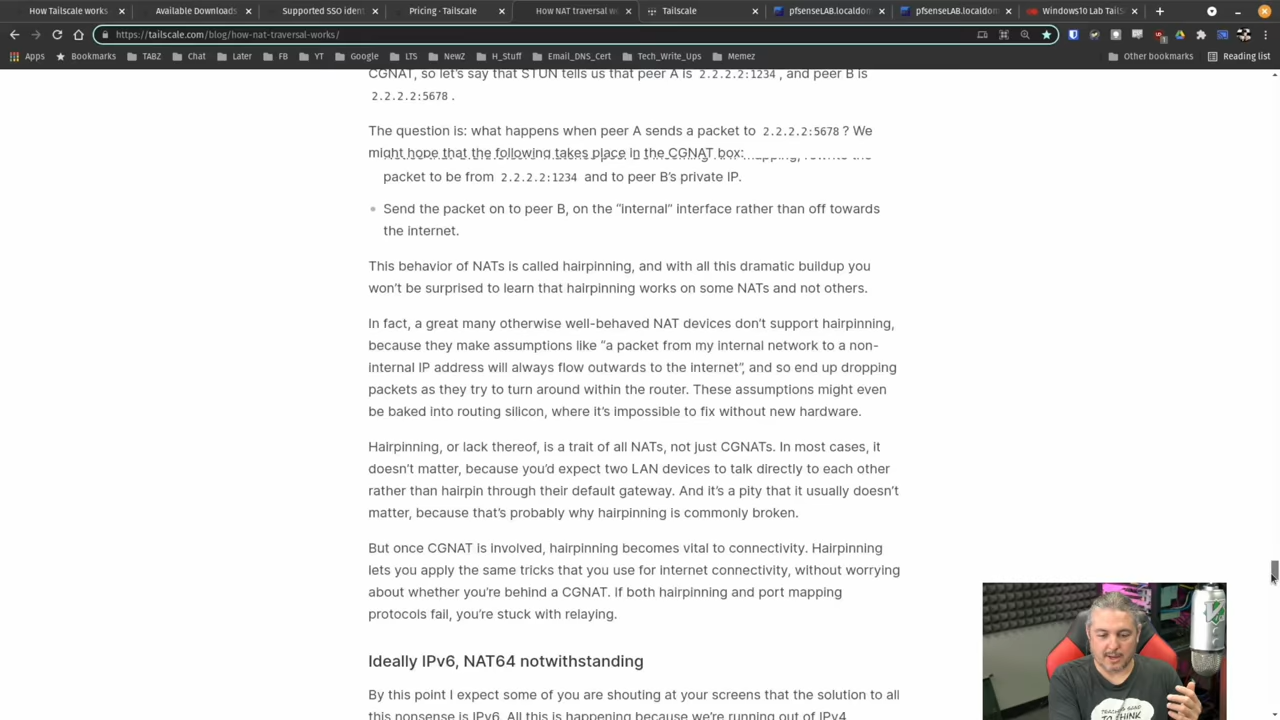 How Tailscale works
Available Downloads
Supported SSO ident
Pricing · Tailscale
How NAT traversal w
Tailscale
pfsenseLAB.localdom
pfsenseLAB.localdom
Windows10 Lab Tail
https://tailscale.com/blog/how-nat-traversal-works/
Apps
Bookmarks
TABZ
Chat
Later
FB
YT
Google
LTS
NewZ
H_Stuff
Email_DNS_Cert
Tech_Write_Ups
Memez
Other bookmarks
Reading list
CGNAT, so let’s say that STUN tells us that peer A is 2.2.2.2:1234, and peer B is
2.2.2.2:5678.
The question is: what happens when peer A sends a packet to 2.2.2.2:5678? We
might hope that the following takes place in the CGNAT box:
mapping, rewrite the
packet to be from 2.2.2.2:1234 and to peer B’s private IP.
• Send the packet on to peer B, on the “internal” interface rather than off towards
the internet.
This behavior of NATs is called hairpinning, and with all this dramatic buildup you
won’t be surprised to learn that hairpinning works on some NATs and not others.
In fact, a great many otherwise well-behaved NAT devices don’t support hairpinning,
because they make assumptions like “a packet from my internal network to a non-
internal IP address will always flow outwards to the internet”, and so end up dropping
packets as they try to turn around within the router. These assumptions might even
be baked into routing silicon, where it’s impossible to fix without new hardware.
Hairpinning, or lack thereof, is a trait of all NATs, not just CGNATs. In most cases, it
doesn’t matter, because you’d expect two LAN devices to talk directly to each other
rather than hairpin through their default gateway. And it’s a pity that it usually doesn’t
matter, because that’s probably why hairpinning is commonly broken.
But once CGNAT is involved, hairpinning becomes vital to connectivity. Hairpinning
lets you apply the same tricks that you use for internet connectivity, without worrying
about whether you’re behind a CGNAT. If both hairpinning and port mapping
protocols fail, you’re stuck with relaying.
Ideally IPv6, NAT64 notwithstanding
By this point I expect some of you are shouting at your screens that the solution to all
this nonsense is IPv6. All this is happening because we’re running out of IPv4